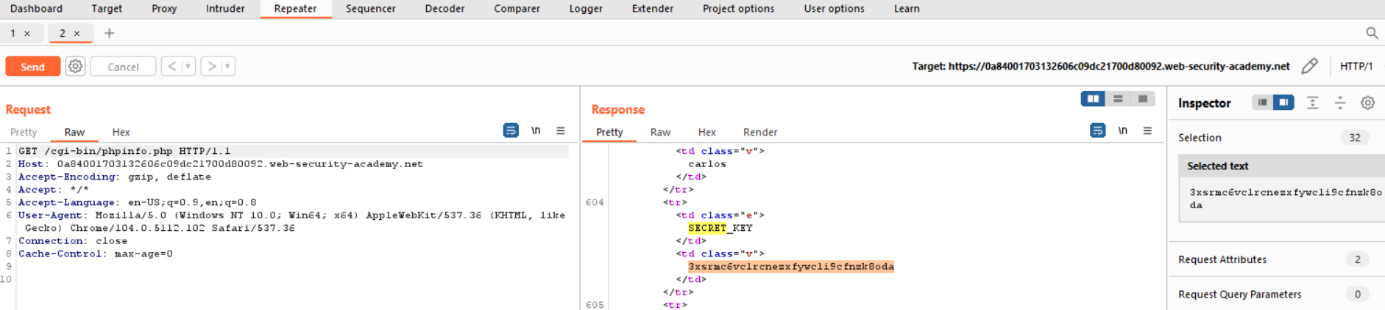 Dashboard Target Proxy Intruder Repeater Sequencer Decoder Comparer Logger Extender Project options User options Learn
1 × 2 × +
Send Cancel < > Target: https://0a84001703132606c09dc21700d80092.web-security-academy.net HTTP/1
Request
Pretty Raw Hex \n
1 GET /cgi-bin/phpinfo.php HTTP/1.1
2 Host: 0a84001703132606c09dc21700d80092.web-security-academy.net
3 Accept-Encoding: gzip, deflate
4 Accept: */*
5 Accept-Language: en-US;q=0.9,en;q=0.8
6 User-Agent: Mozilla/5.0 (Windows NT 10.0; Win64; x64) AppleWebKit/537.36 (KHTML, like
Gecko) Chrome/104.0.5112.102 Safari/537.36
7 Connection: close
8 Cache-Control: max-age=0
9
10
Response
Pretty Raw Hex Render \n
<td class="v">
carlos
</td>
</tr>
604 <tr>
<td class="e">
SECRET_KEY
</td>
<td class="v">
3xsrmc6vclrcnezxfywcli9cfnzk8oda
</td>
</tr>
605 <tr>
Inspector
Selection 32
Selected text
3xsrmc6vclrcnezxfywcli9cfnzk8o
da
Request Attributes 2
Request Query Parameters 0